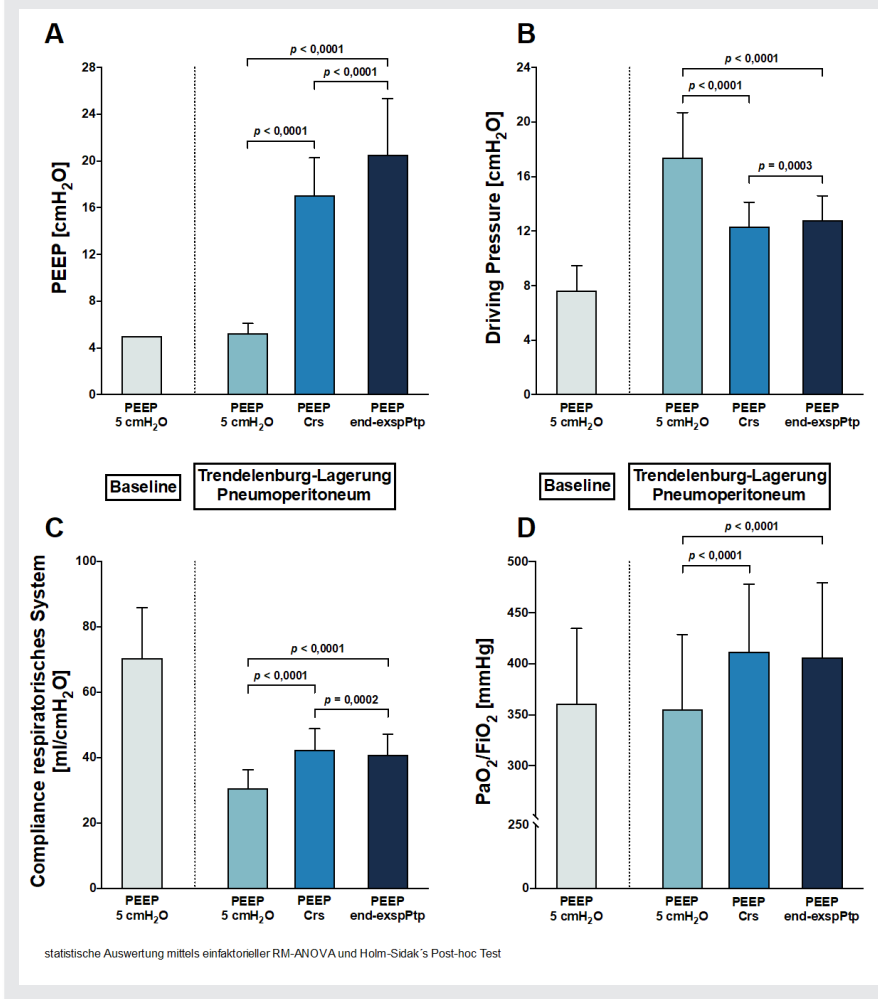 A
PEEP [cmH2O]
28
24
20
16
12
8
4
0
p < 0,0001
p < 0,0001
p < 0,0001
PEEP
5 cmH2O
PEEP
5 cmH2O
PEEP
Crs
PEEP
end-exspPtp
B
Driving Pressure [cmH2O]
24
20
16
12
8
4
0
p < 0,0001
p < 0,0001
p = 0,0003
PEEP
5 cmH2O
PEEP
5 cmH2O
PEEP
Crs
PEEP
end-exspPtp
Baseline
Trendelenburg-Lagerung
Pneumoperitoneum
Baseline
Trendelenburg-Lagerung
Pneumoperitoneum
C
Compliance respiratorisches System
[ml/cmH2O]
100
80
60
40
20
0
p < 0,0001
p < 0,0001
p = 0,0002
PEEP
5 cmH2O
PEEP
5 cmH2O
PEEP
Crs
PEEP
end-exspPtp
D
PaO2/FiO2 [mmHg]
500
450
400
350
300
250
0
p < 0,0001
p < 0,0001
PEEP
5 cmH2O
PEEP
5 cmH2O
PEEP
Crs
PEEP
end-exspPtp
statistische Auswertung mittels einfaktorieller RM-ANOVA und Holm-Sidak´s Post-hoc Test